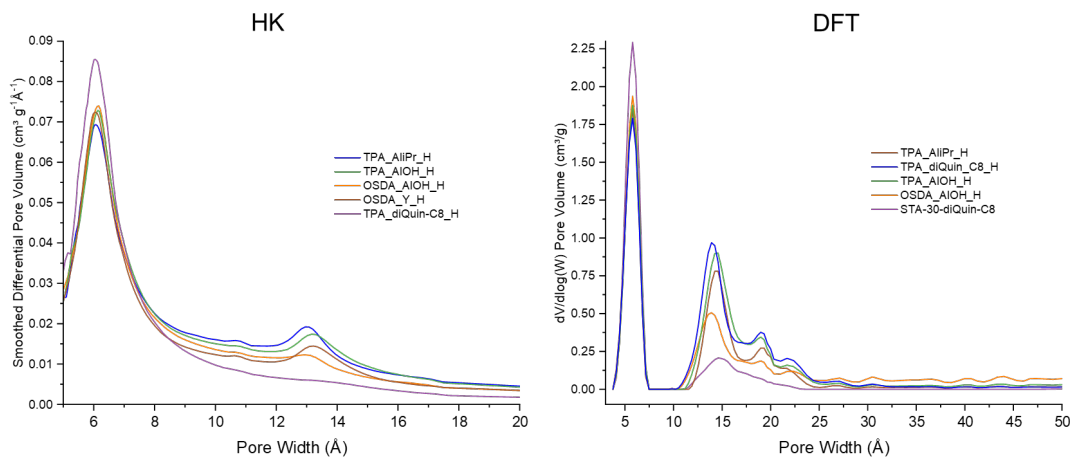 HK
0.09
0.08
0.07
0.06
0.05
0.04
0.03
0.02
0.01
0.00
Smoothed Differential Pore Volume (cm³ g⁻¹Å⁻¹)
TPA_AliPr_H
TPA_AlOH_H
OSDA_AlOH_H
OSDA_Y_H
TPA_diQuin-C8_H
6 8 10 12 14 16 18 20
Pore Width (Å)
DFT
2.25
2.00
1.75
1.50
1.25
1.00
0.75
0.50
0.25
0.00
dV/dlog(W) Pore Volume (cm³/g)
TPA_AliPr_H
TPA_diQuin_C8_H
TPA_AlOH_H
OSDA_AlOH_H
STA-30-diQuin-C8
5 10 15 20 25 30 35 40 45 50
Pore Width (Å)